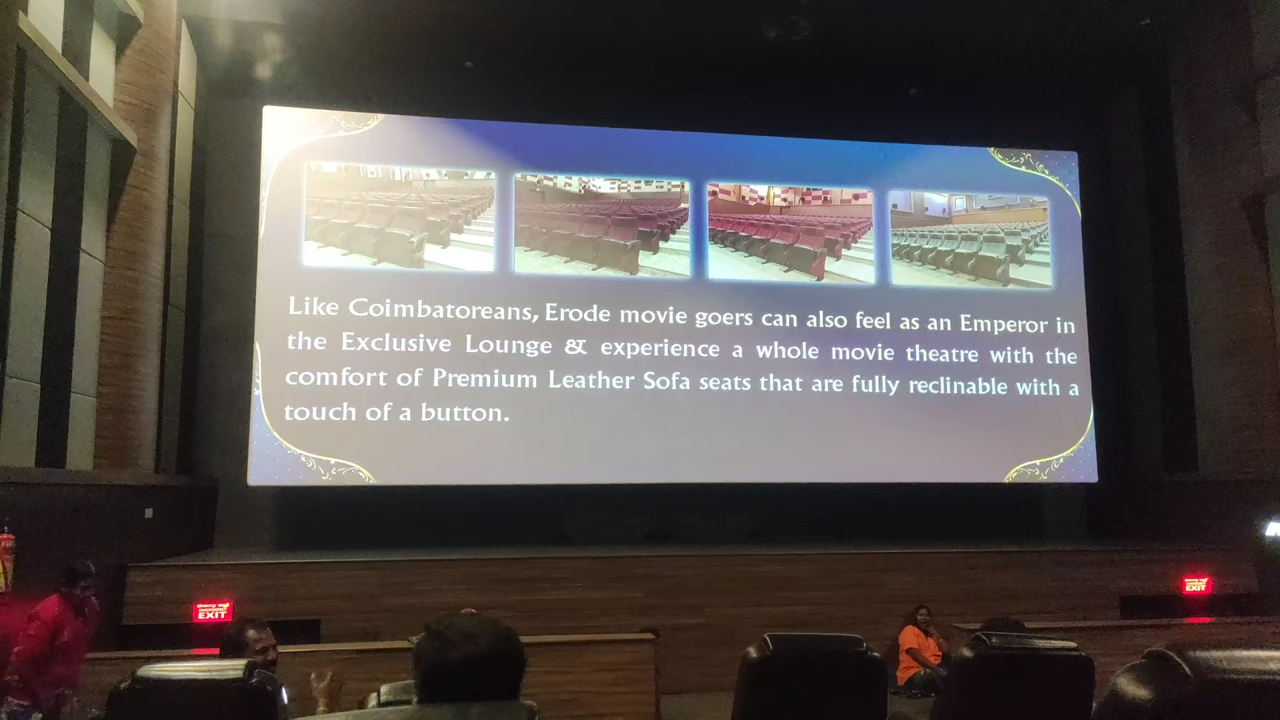 Like Coimbatoreans, Erode movie goers can also feel as an Emperor in
the Exclusive Lounge & experience a whole movie theatre with the
comfort of Premium Leather Sofa seats that are fully reclinable with a
touch of a button.
EXIT
EXIT